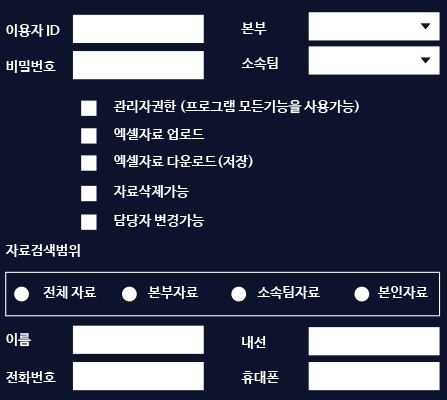 이용자 ID
본부
비밀번호
소속팀
관리자권한 (프로그램 모든기능을 사용가능)
엑셀자료 업로드
엑셀자료 다운로드(저장)
자료삭제가능
담당자 변경가능
자료검색범위
전체 자료 본부자료 소속팀자료 본인자료
이름
내선
전화번호
휴대폰